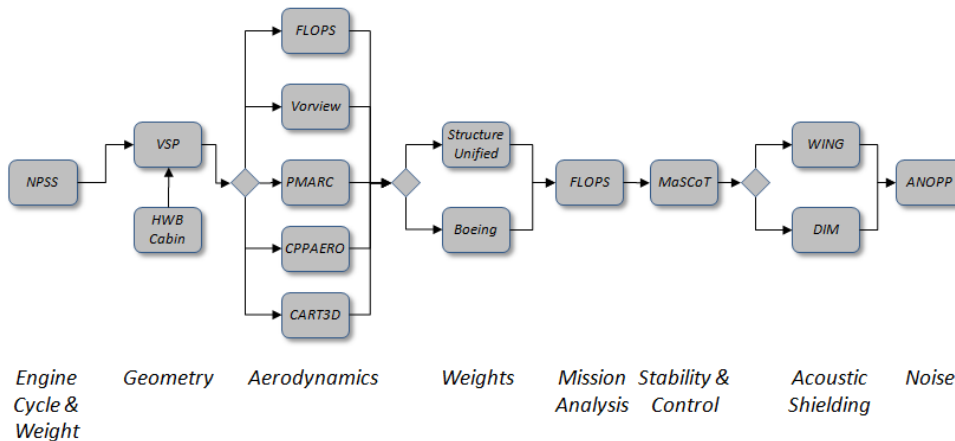 FLOPS
Vorview
VSP
Structure
Unified
WING
NPSS
PMARC
FLOPS
MaSCoT
ANOPP
HWB
Cabin
CPPAERO
Boeing
DIM
CART3D
Engine
Cycle &
Weight
Geometry
Aerodynamics
Weights
Mission
Analysis
Stability &
Control
Acoustic
Shielding
Noise